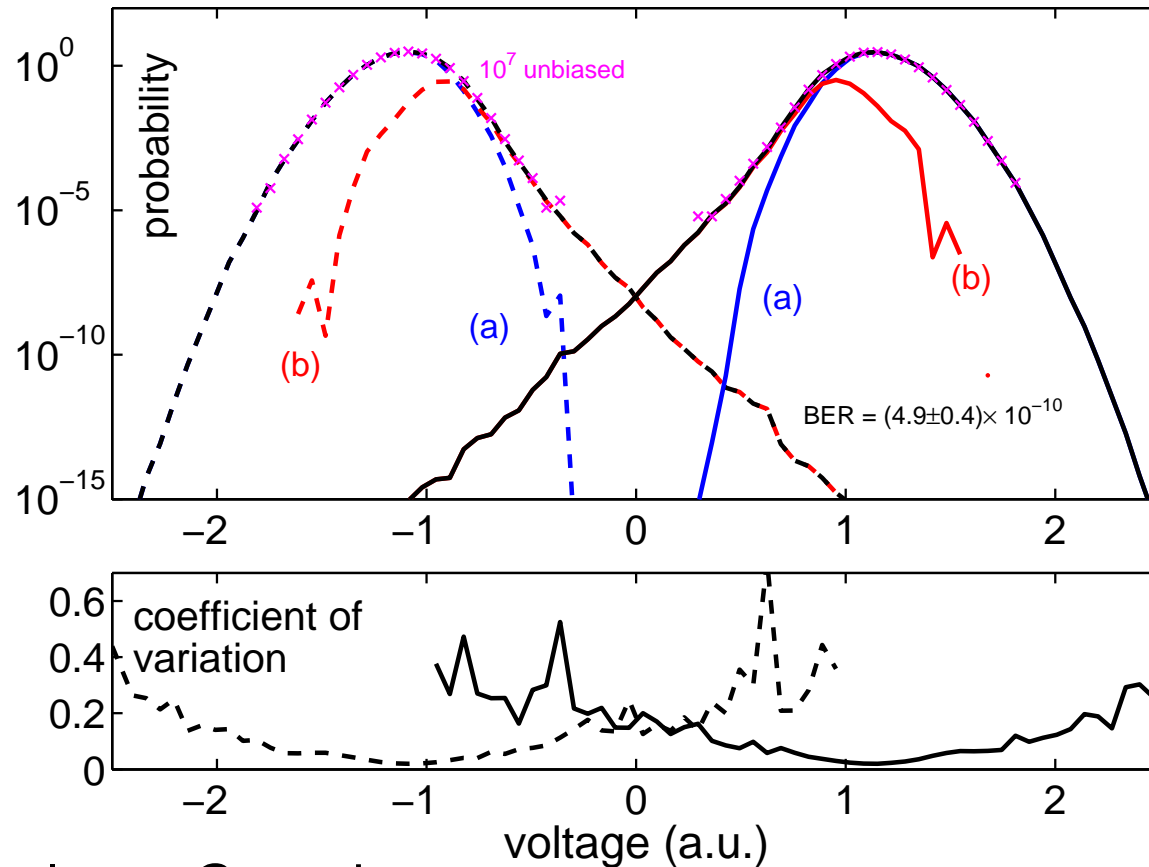 10^0
10^−5
10^−10
10^−15
probability
10^7 unbiased
(a)
(b)
(a)
(b)
BER = (4.9±0.4)× 10^−10
−2 −1 0 1 2
0.6
0.4
0.2
0
coefficient of
variation
−2 −1 0 1 2
voltage (a.u.)